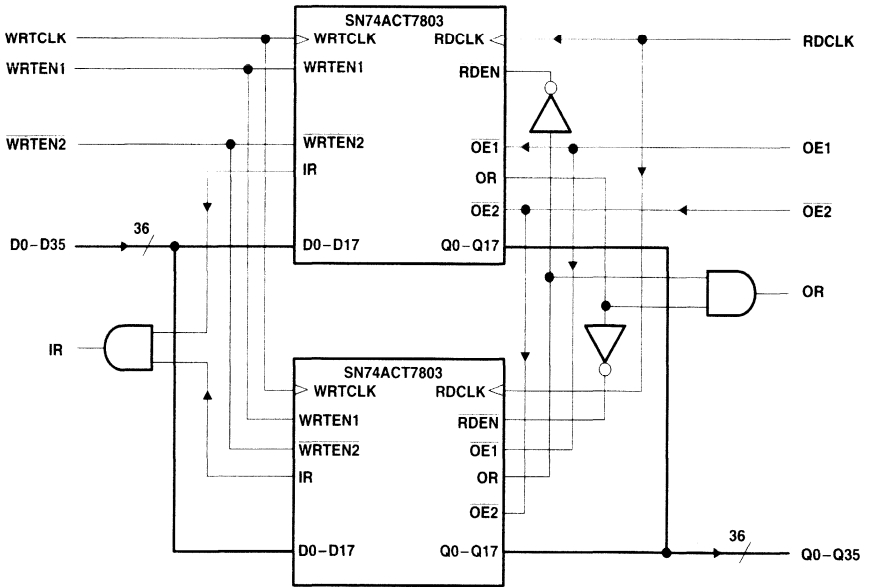 SN74ACT7803
WRTCLK
WRTCLK
RDCLK
RDCLK
WRTEN1
WRTEN1
RDEN
WRTEN2
WRTEN2
OE1
OE1
IR
OR
OE2
OE2
D0–D35
36
D0–D17
Q0–Q17
OR
IR
SN74ACT7803
WRTCLK
RDCLK
WRTEN1
RDEN
WRTEN2
OE1
IR
OR
OE2
D0–D17
Q0–Q17
36
Q0–Q35